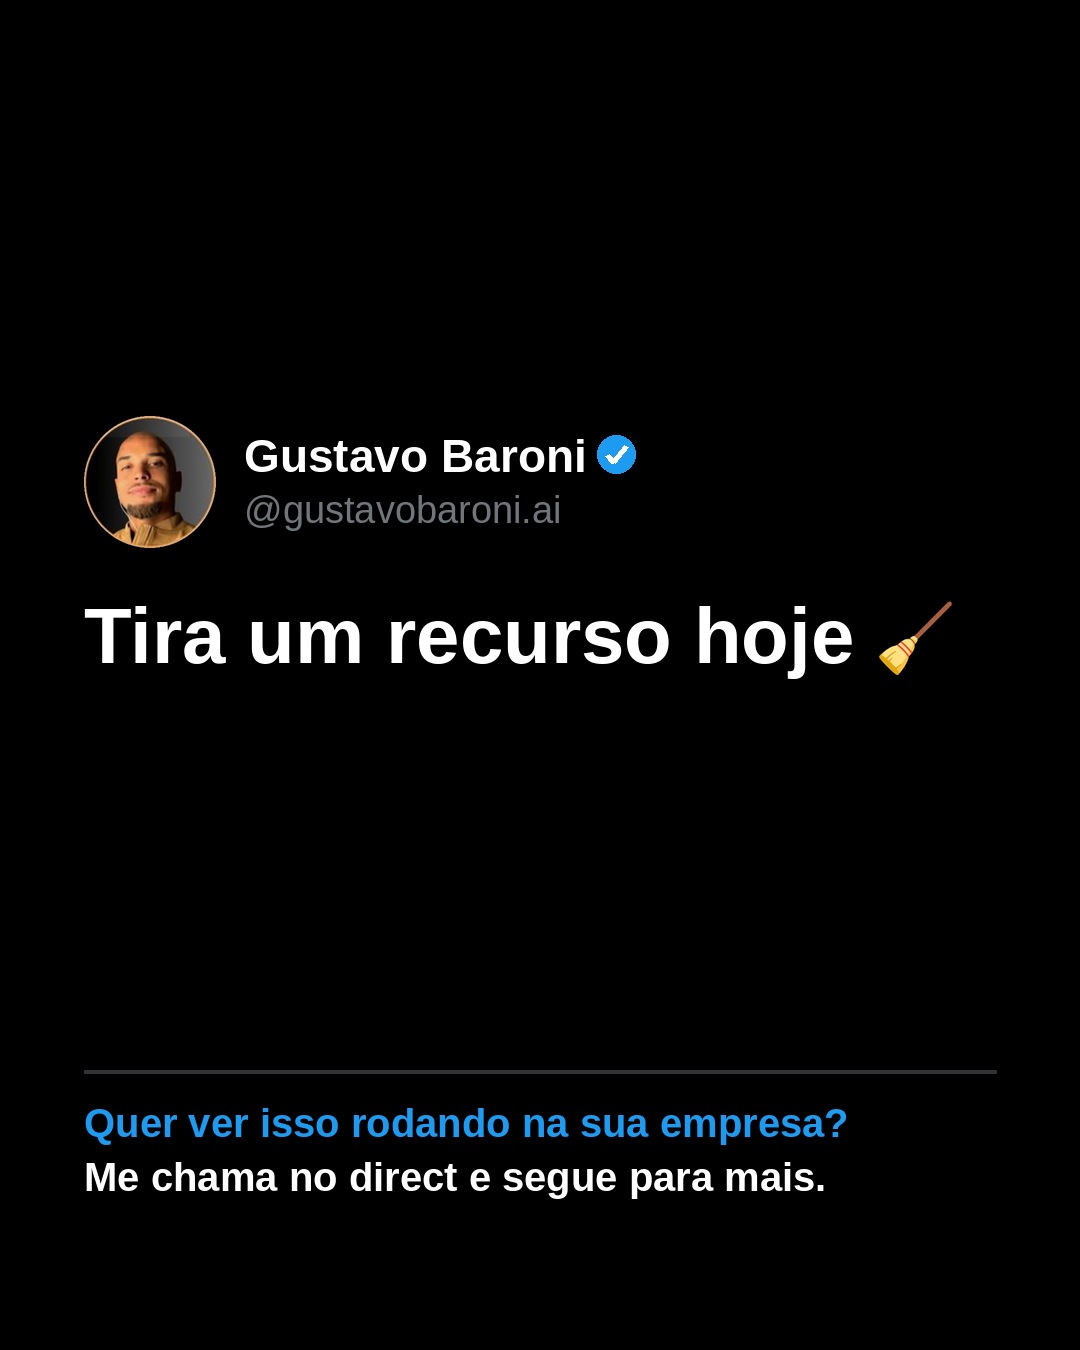 Gustavo Baroni
@gustavobaroni.ai
Tira um recurso hoje 🧹
Quer ver isso rodando na sua empresa?
Me chama no direct e segue para mais.